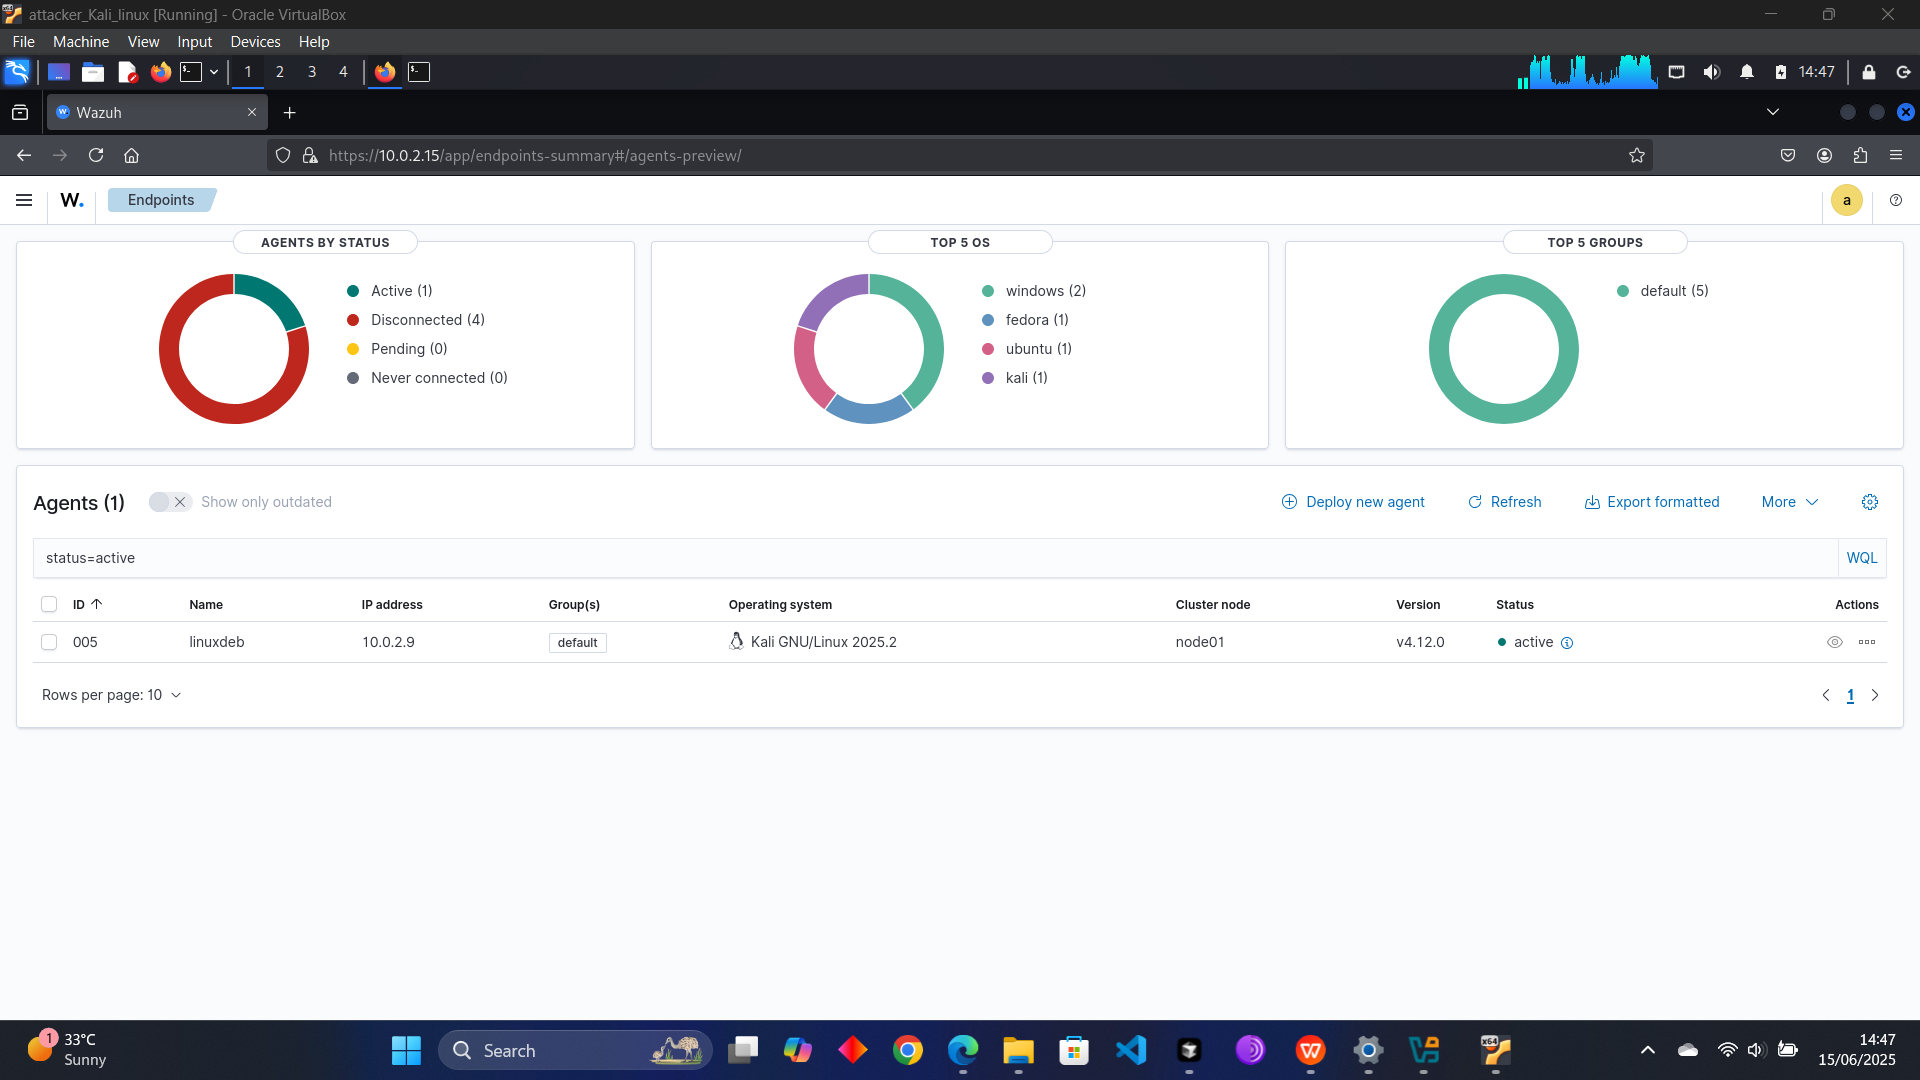 attacker_Kali_linux [Running] - Oracle VirtualBox
File Machine View Input Devices Help
1 2 3 4 14:47
Wazuh
https://10.0.2.15/app/endpoints-summary#/agents-preview/
W. Endpoints a
AGENTS BY STATUS
Active (1)
Disconnected (4)
Pending (0)
Never connected (0)
TOP 5 OS
windows (2)
fedora (1)
ubuntu (1)
kali (1)
TOP 5 GROUPS
default (5)
Agents (1) Show only outdated Deploy new agent Refresh Export formatted More
status=active WQL
ID Name IP address Group(s) Operating system Cluster node Version Status Actions
005 linuxdeb 10.0.2.9 default Kali GNU/Linux 2025.2 node01 v4.12.0 active
Rows per page: 10 1
1 33°C
Sunny
Search
x64
14:47
15/06/2025